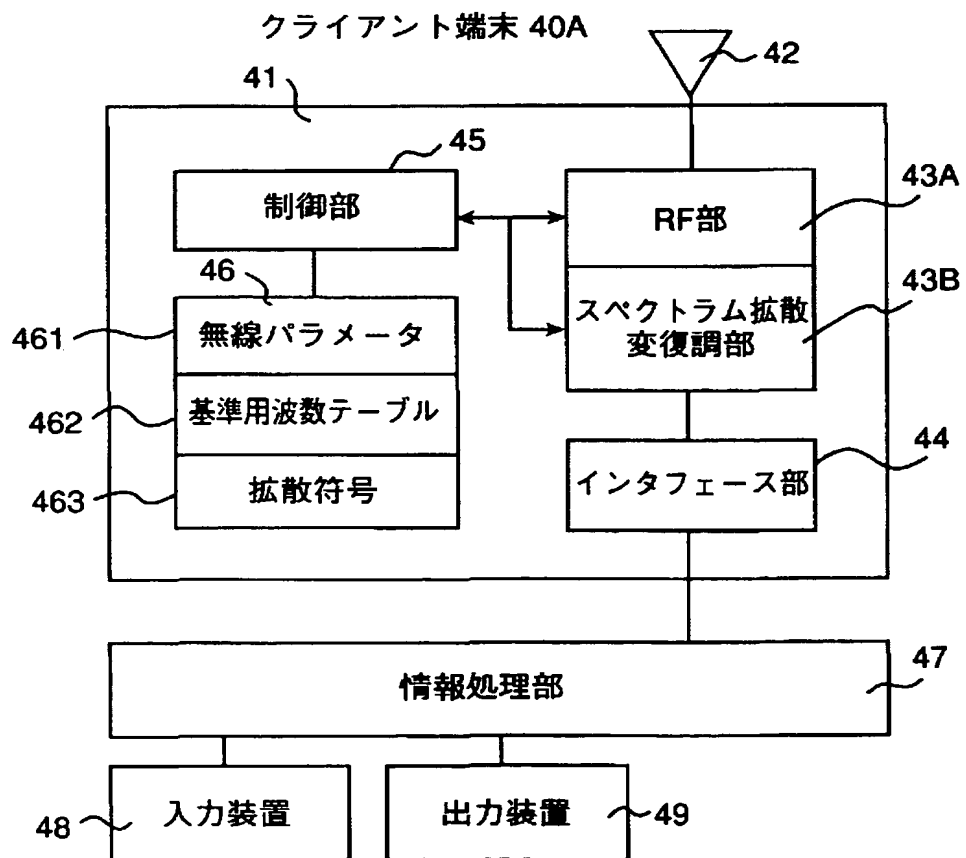 クライアント端末 40A
42
41
45
制御部
43A
RF部
46
461
無線パラメータ
スペクトラム拡散
変復調部
43B
462
基準用波数テーブル
44
463
拡散符号
インタフェース部
47
情報処理部
48
入力装置
出力装置
49